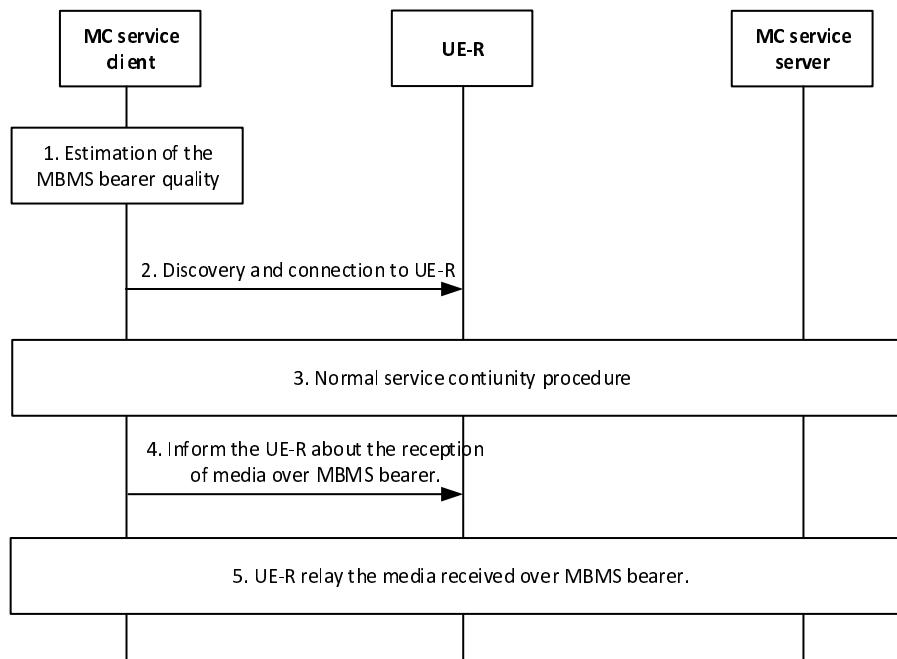 MC service
client
UE-R
MC service
server
1. Estimation of the
MBMS bearer quality
2. Discovery and connection to UE-R
3. Normal service contiunity procedure
4. Inform the UE-R about the reception
of media over MBMS bearer.
5. UE-R relay the media received over MBMS bearer.